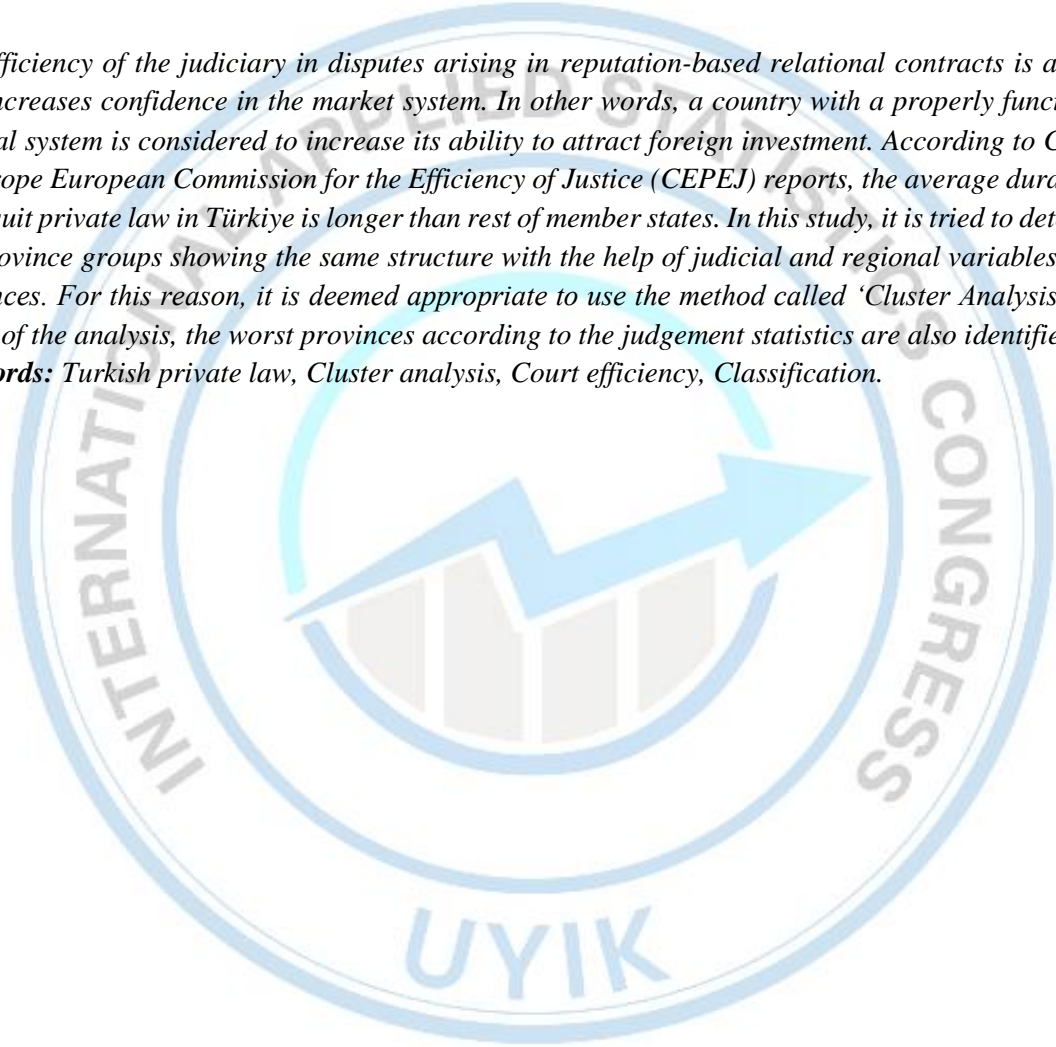 fficiency of the judiciary in disputes arising in reputation-based relational contracts is a
ncreases confidence in the market system. In other words, a country with a properly funct
al system is considered to increase its ability to attract foreign investment. According to C
rope European Commission for the Efficiency of Justice (CEPEJ) reports, the average dura
uit private law in Türkiye is longer than rest of member states. In this study, it is tried to det
rovince groups showing the same structure with the help of judicial and regional variables
nces. For this reason, it is deemed appropriate to use the method called ‘Cluster Analysis
of the analysis, the worst provinces according to the judgement statistics are also identifie
ords: Turkish private law, Cluster analysis, Court efficiency, Classification.
INTERNATIONAL APPLIED STATISTICS CONGRESS
UYIK